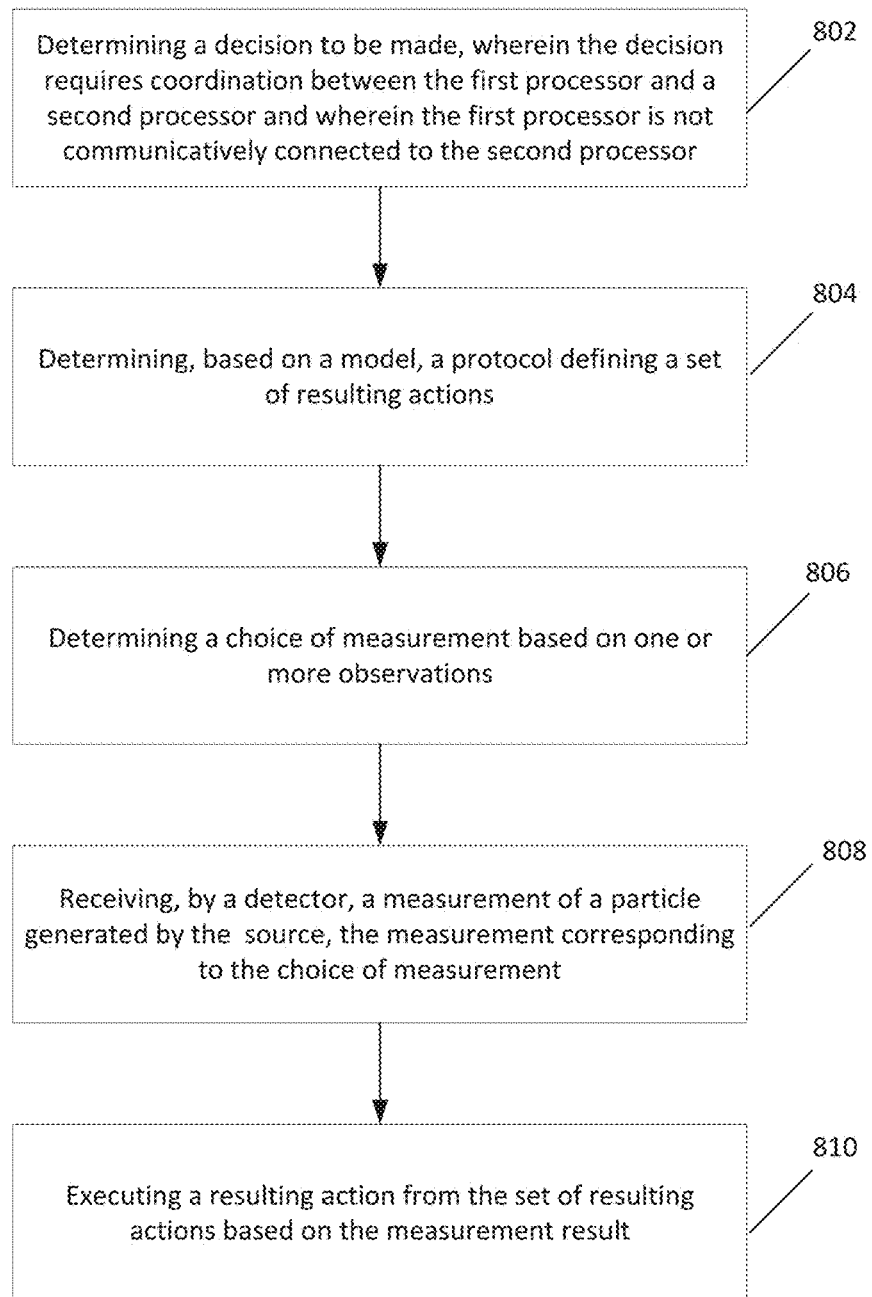 Determining a decision to be made, wherein the decision
requires coordination between the first processor and a
second processor and wherein the first processor is not
communicatively connected to the second processor
802
Determining, based on a model, a protocol defining a set
of resulting actions
804
Determining a choice of measurement based on one or
more observations
806
Receiving, by a detector, a measurement of a particle
generated by the source, the measurement corresponding
to the choice of measurement
808
Executing a resulting action from the set of resulting
actions based on the measurement result
810